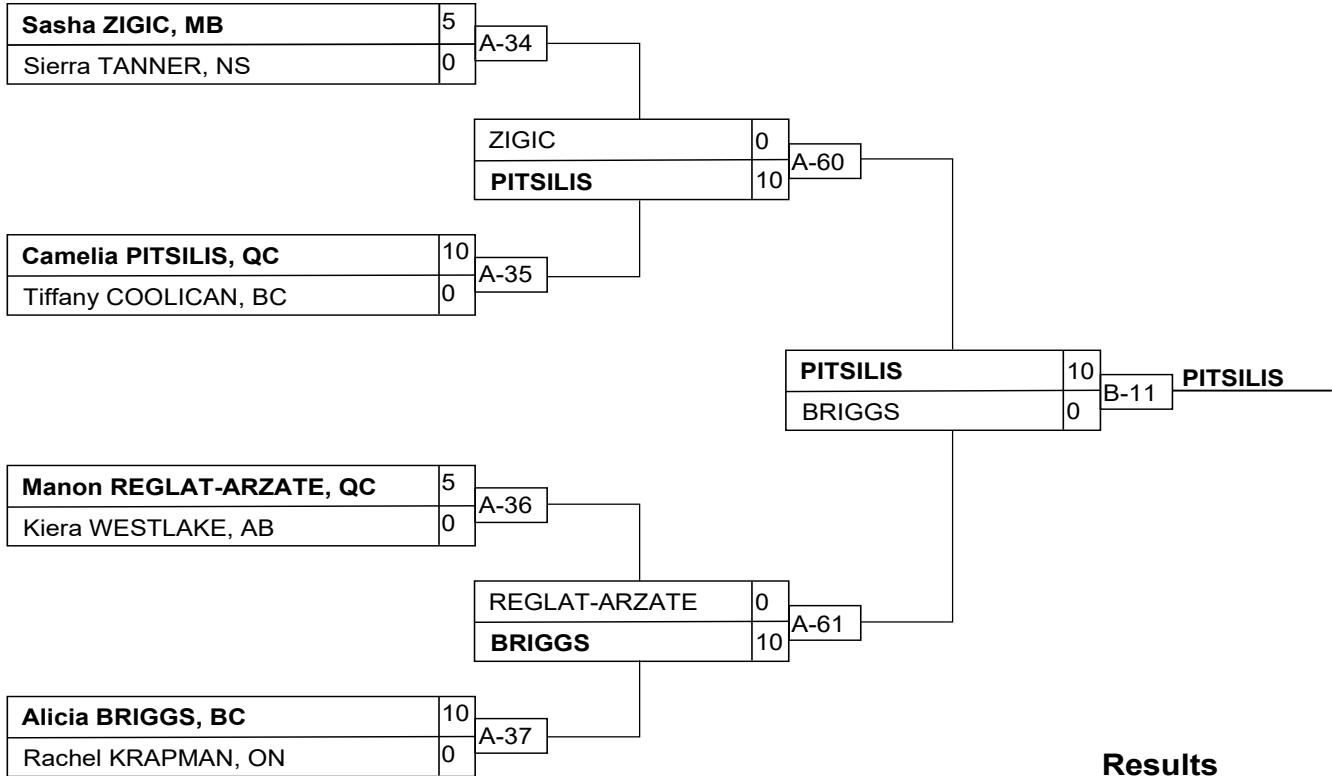 Sasha ZIGIC, MB 5
A-34
Sierra TANNER, NS 0
ZIGIC 0
A-60
PITSILIS 10
Camelia PITSILIS, QC 10
A-35
Tiffany COOLICAN, BC 0
PITSILIS 10
B-11 PITSILIS
BRIGGS 0
Manon REGLAT-ARZATE, QC 5
A-36
Kiera WESTLAKE, AB 0
REGLAT-ARZATE 0
A-61
BRIGGS 10
Alicia BRIGGS, BC 10
A-37
Rachel KRAPMAN, ON 0
Results